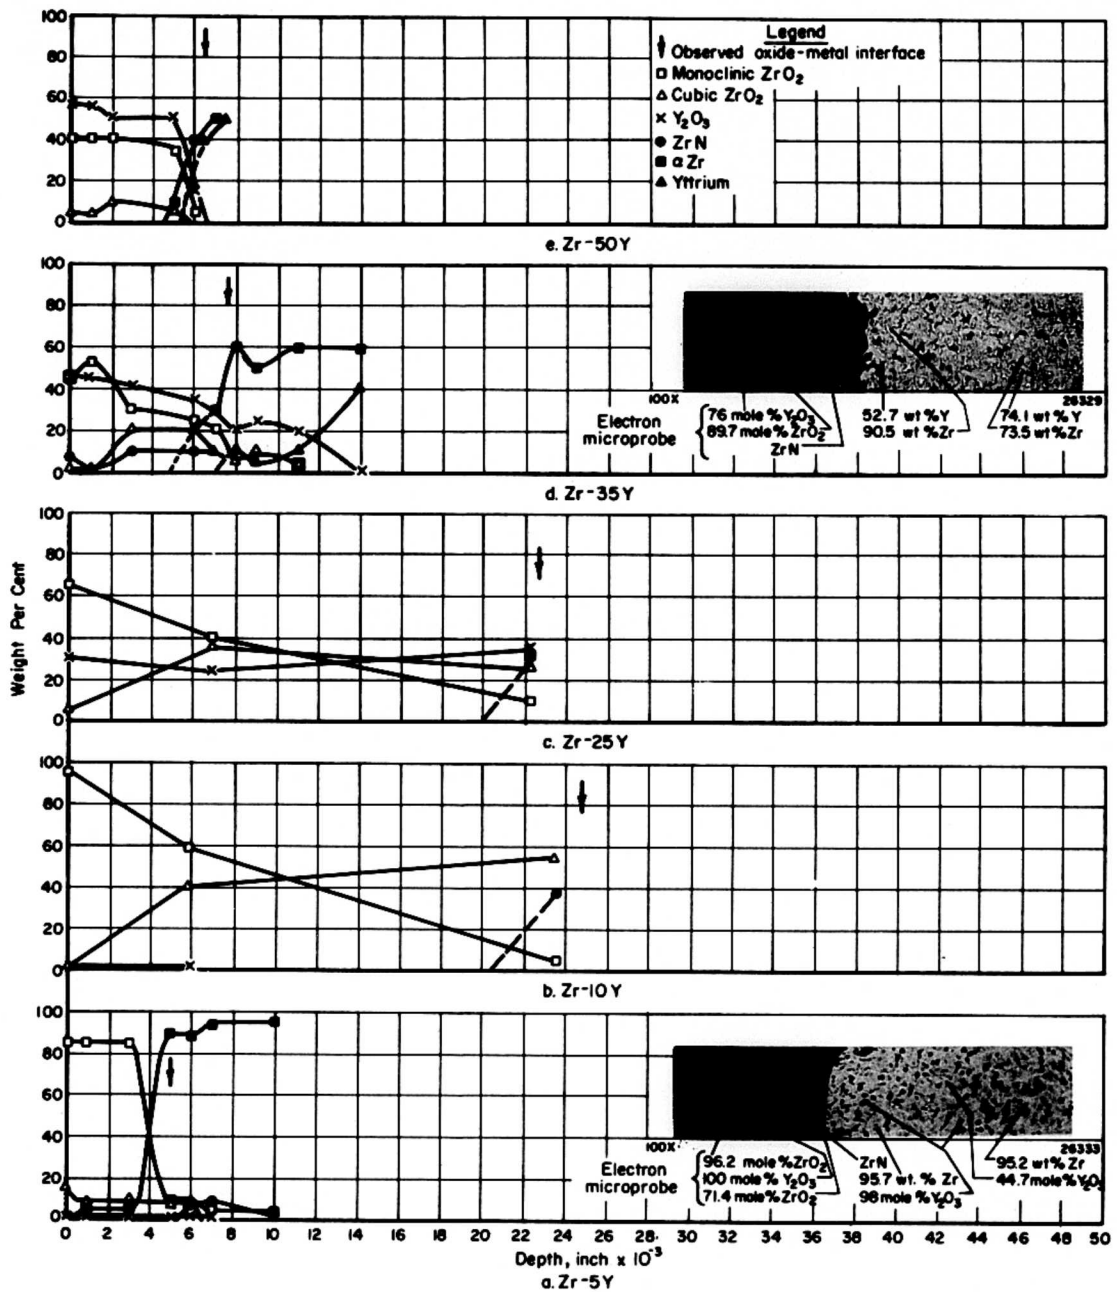 100
80
60
40
20
0
Legend
Observed oxide-metal interface
Monoclinic ZrO₂
Cubic ZrO₂
Y₂O₃
ZrN
αZr
Yttrium
e. Zr-50Y
100
80
60
40
20
0
100X
26329
Electron microprobe
76 mole % Y₂O₃
89.7 mole % ZrO₂
ZrN
52.7 wt % Y
90.5 wt % Zr
74.1 wt % Y
73.5 wt % Zr
d. Zr-35Y
Weight Per Cent
100
80
60
40
20
0
c. Zr-25Y
100
80
60
40
20
0
b. Zr-10Y
100
80
60
40
20
0
100X
26333
Electron microprobe
96.2 mole % ZrO₂
100 mole % Y₂O₃
71.4 mole % ZrO₂
ZrN
95.7 wt. % Zr
98 mole % Y₂O₃
95.2 wt % Zr
44.7 mole % Y₂O₃
0 2 4 6 8 10 12 14 16 18 20 22 24 26 28 30 32 34 36 38 40 42 44 46 48 50
Depth, inch x 10⁻³
a. Zr-5Y